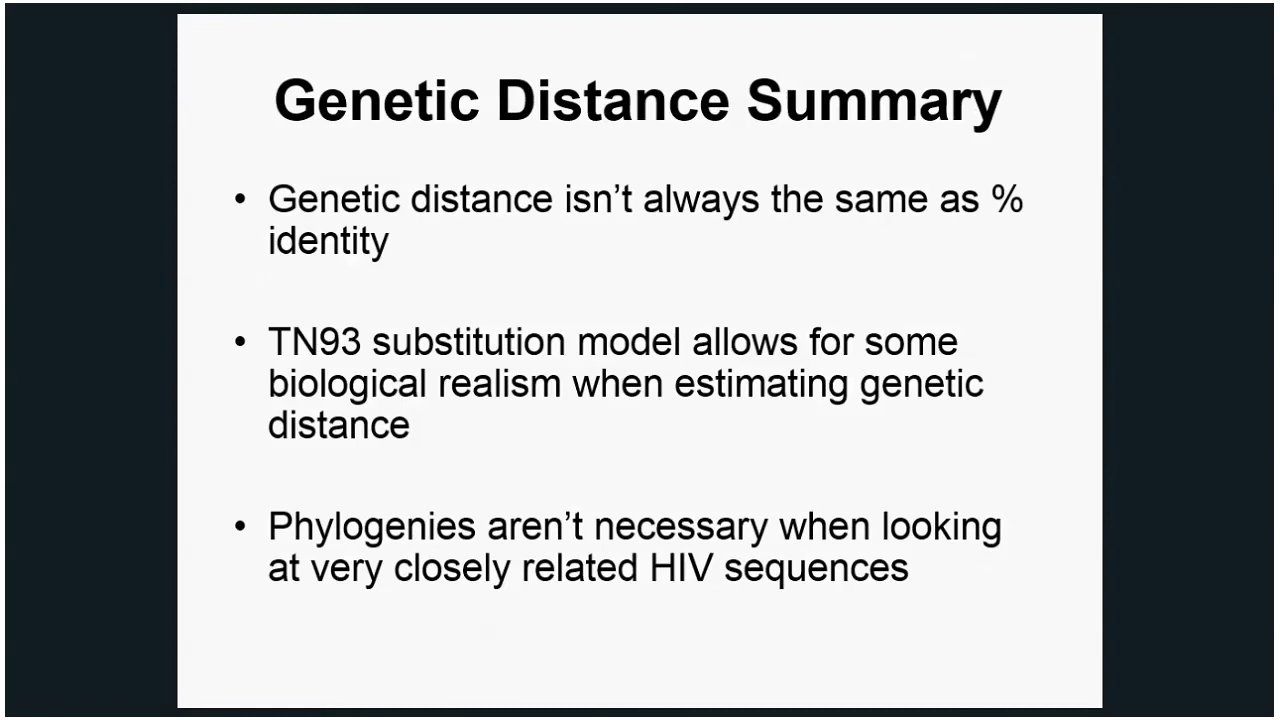 Genetic Distance Summary
• Genetic distance isn’t always the same as %
identity
• TN93 substitution model allows for some
biological realism when estimating genetic
distance
• Phylogenies aren’t necessary when looking
at very closely related HIV sequences